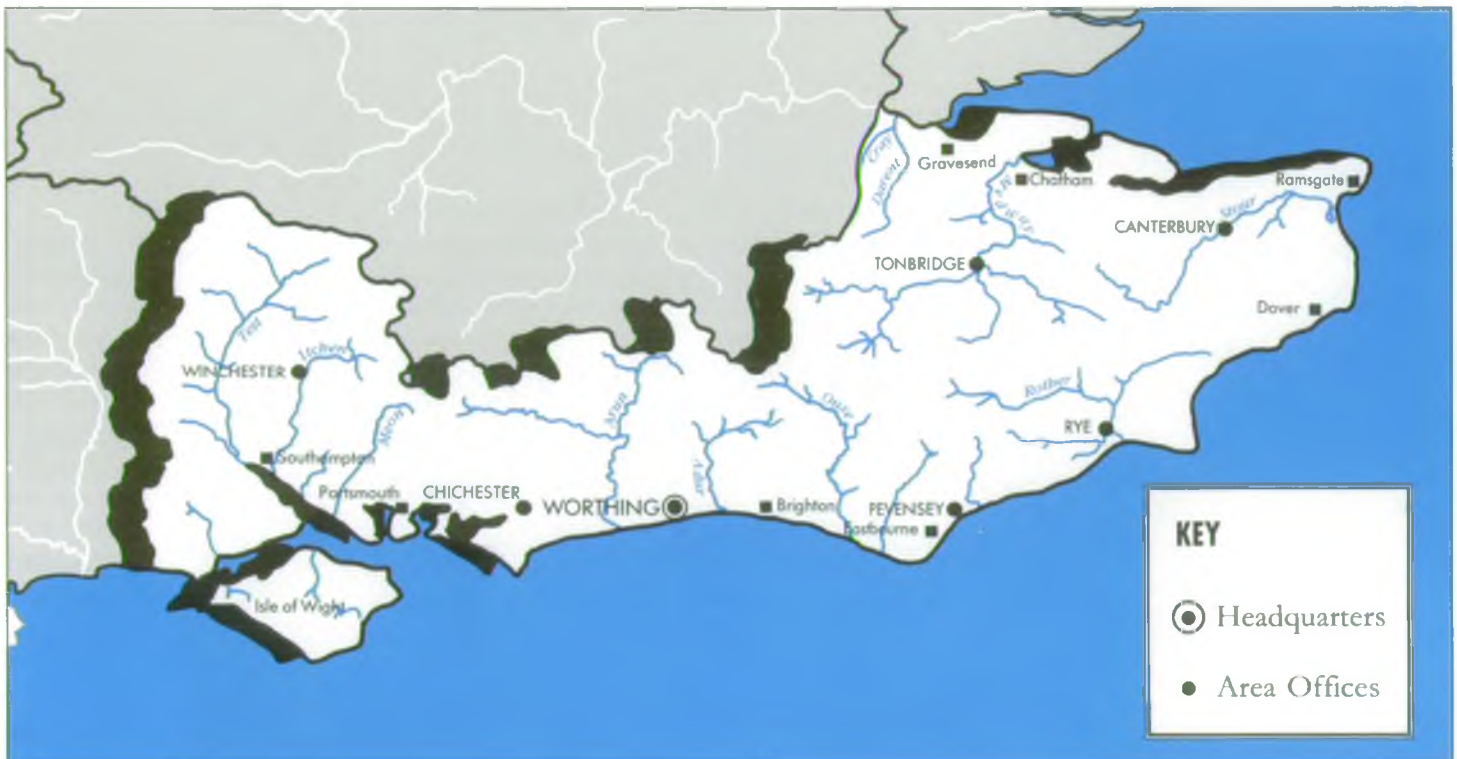 Cray
Darent
Gravesend
Medway
Chatham
Ramsgate
CANTERBURY
Stour
TONBRIDGE
Dover
Test
Itchen
WINCHESTER
Meon
Arun
Ouse
Rother
RYE
Adur
Southampton
Portsmouth
CHICHESTER
WORTHING
Brighton
PEVENSEY
Eastbourne
Isle of Wight
KEY
Headquarters
Area Offices